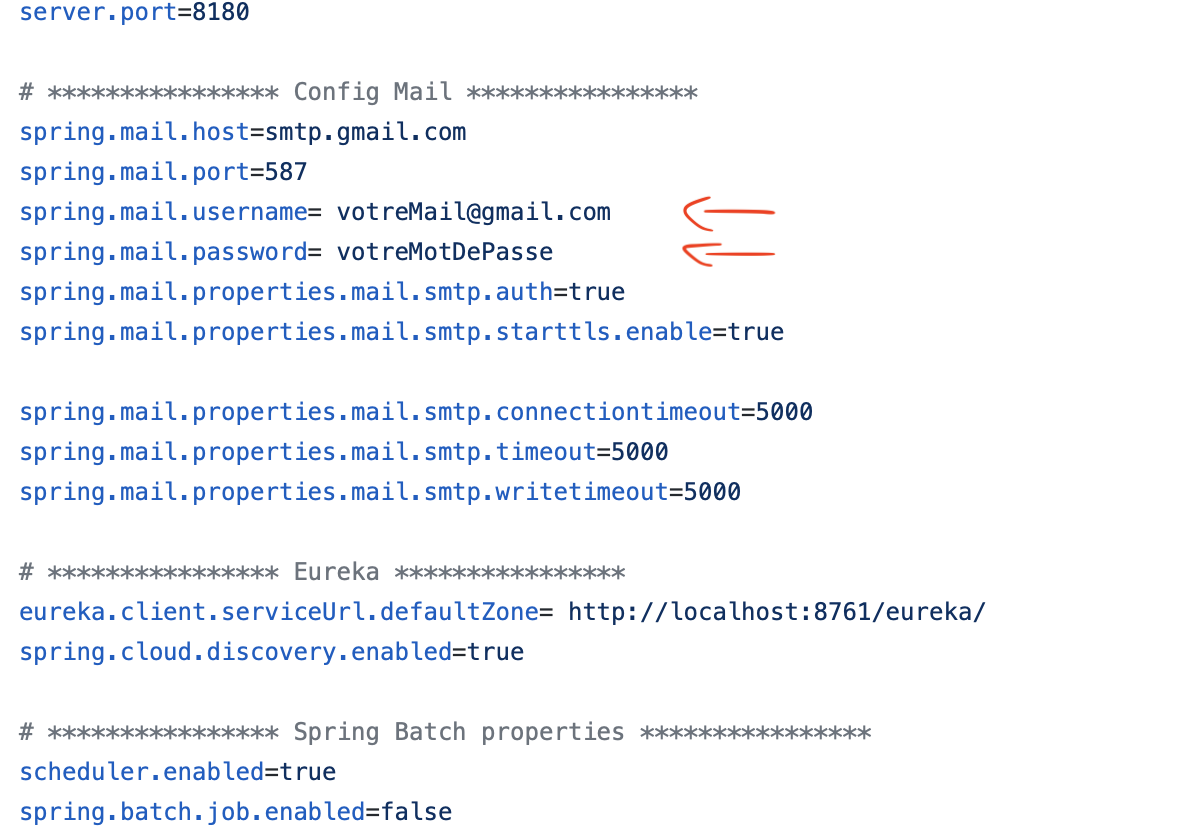 server.port=8180
# **************** Config Mail ****************
spring.mail.host=smtp.gmail.com
spring.mail.port=587
spring.mail.username= votreMail@gmail.com
spring.mail.password= votreMotDePasse
spring.mail.properties.mail.smtp.auth=true
spring.mail.properties.mail.smtp.starttls.enable=true
spring.mail.properties.mail.smtp.connectiontimeout=5000
spring.mail.properties.mail.smtp.timeout=5000
spring.mail.properties.mail.smtp.writetimeout=5000
# **************** Eureka ****************
eureka.client.serviceUrl.defaultZone= http://localhost:8761/eureka/
spring.cloud.discovery.enabled=true
# **************** Spring Batch properties ****************
scheduler.enabled=true
spring.batch.job.enabled=false